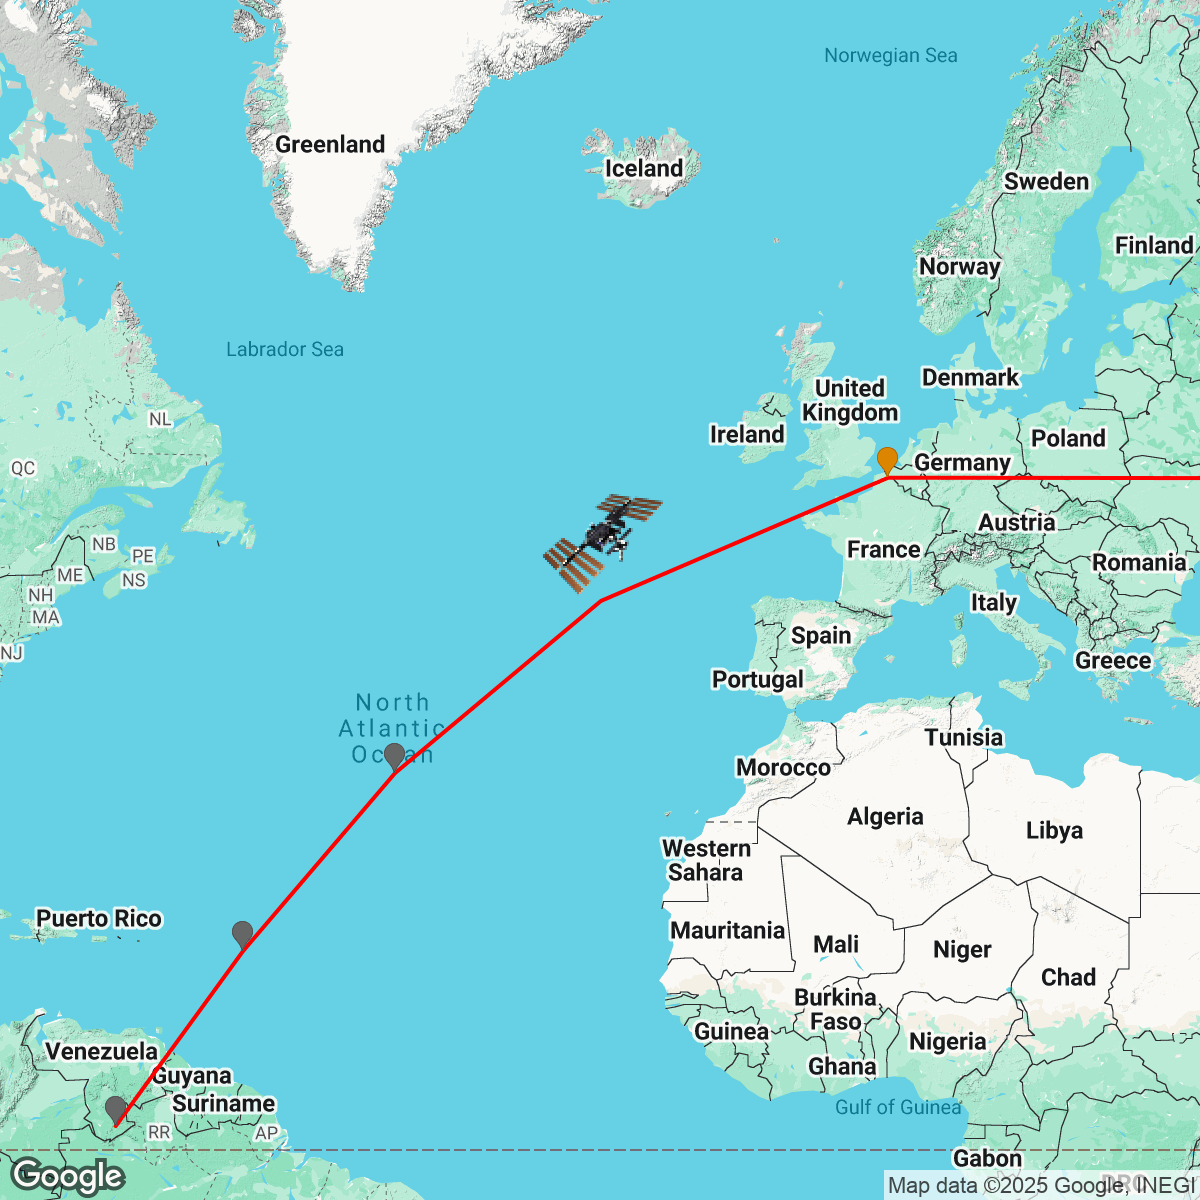 Norwegian Sea
Greenland
Iceland
Sweden
Finland
Norway
Labrador Sea
Denmark
United
Kingdom
NL
Ireland
Poland
QC
Germany
Austria
NB
PE
France
Romania
ME
NS
NH
Italy
MA
Spain
NJ
Greece
Portugal
North
Atlantic
Ocean
Tunisia
Morocco
Algeria
Libya
Western
Sahara
Puerto Rico
Mauritania
Mali
Niger
Chad
Burkina
Faso
Guinea
Nigeria
Venezuela
Ghana
Guyana
Suriname
Gulf of Guinea
RR
AP
Gabon
Google
DRC
Map data ©2025 Google, INEGI